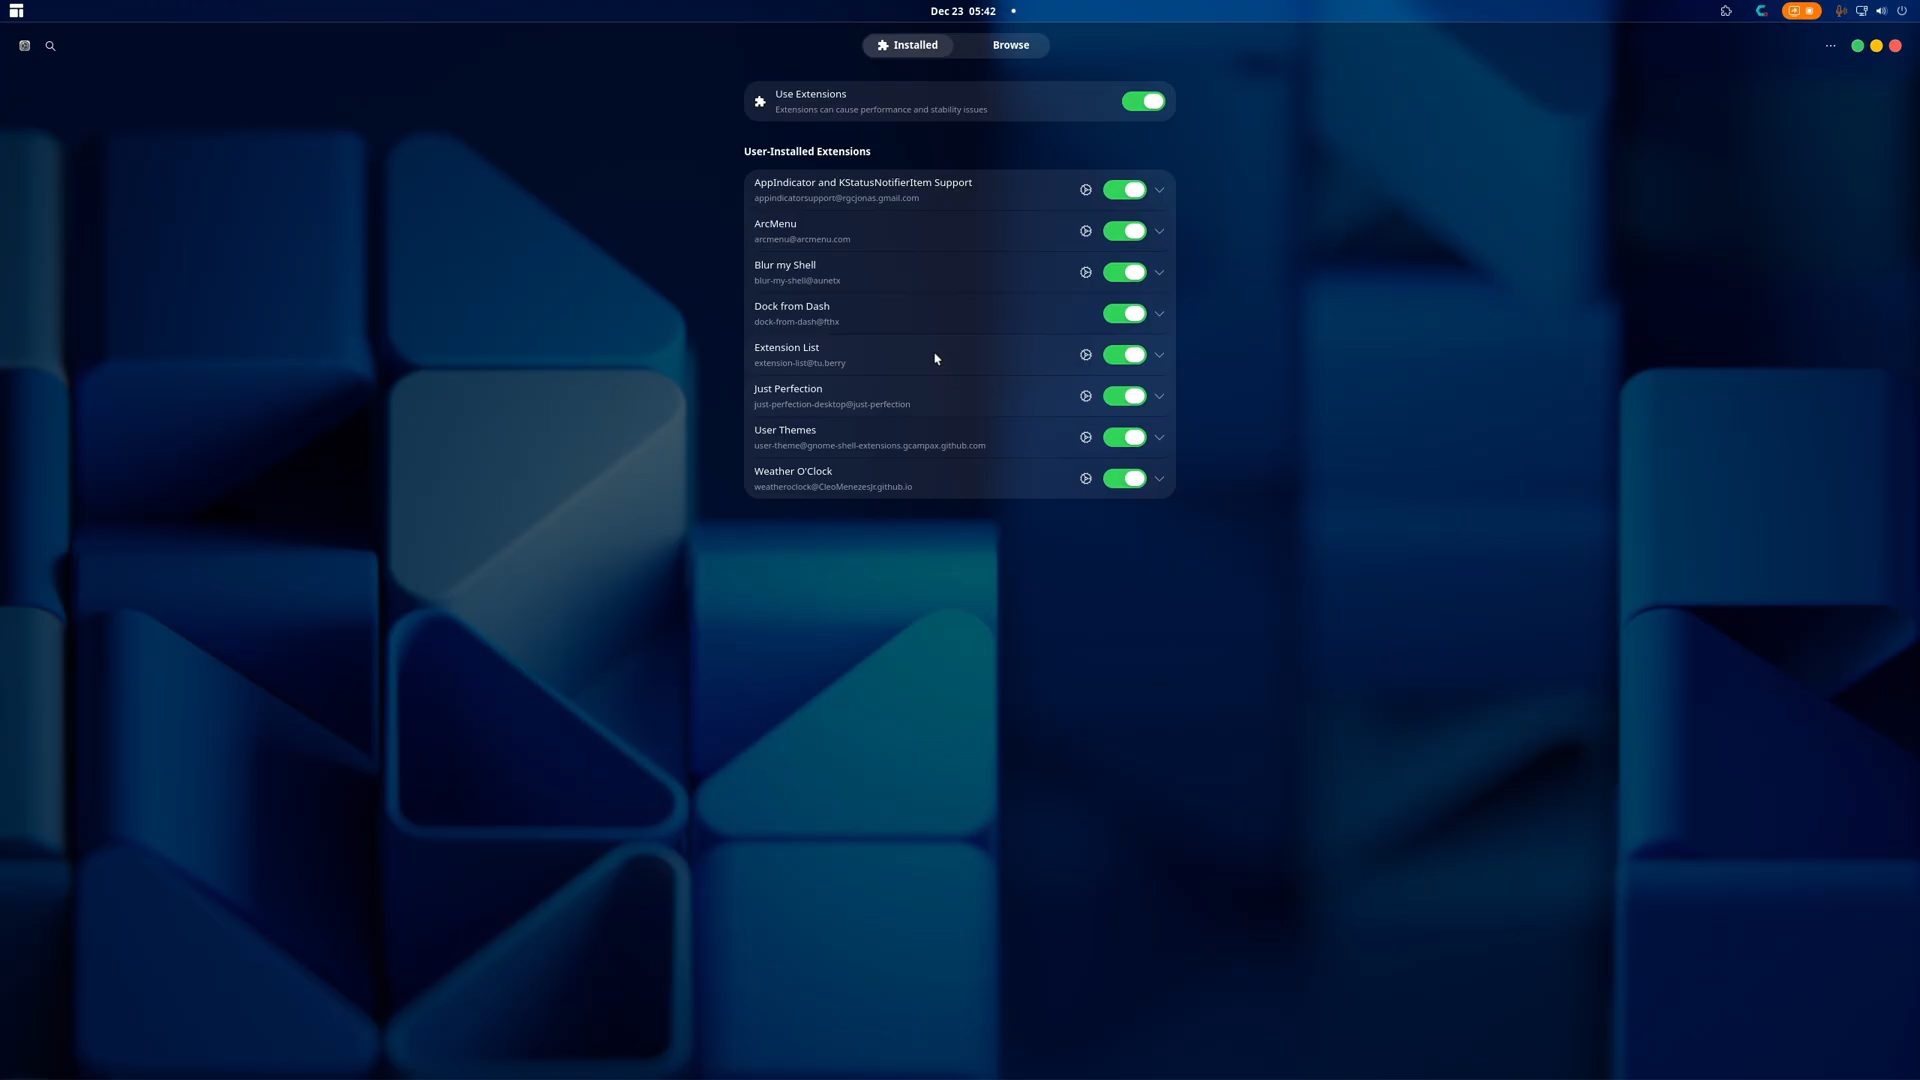 Dec 23 05:42
Installed
Browse
Use Extensions
Extensions can cause performance and stability issues
User-Installed Extensions
AppIndicator and KStatusNotifierItem Support
appindicatorsupport@rgcjonas.gmail.com
ArcMenu
arcmenu@arcmenu.com
Blur my Shell
blur-my-shell@aunetx
Dock from Dash
dock-from-dash@fthx
Extension List
extension-list@tu.berry
Just Perfection
just-perfection-desktop@just-perfection
User Themes
user-theme@gnome-shell-extensions.gcampax.github.com
Weather O'Clock
weatheroclock@CleoMenezesJr.github.io